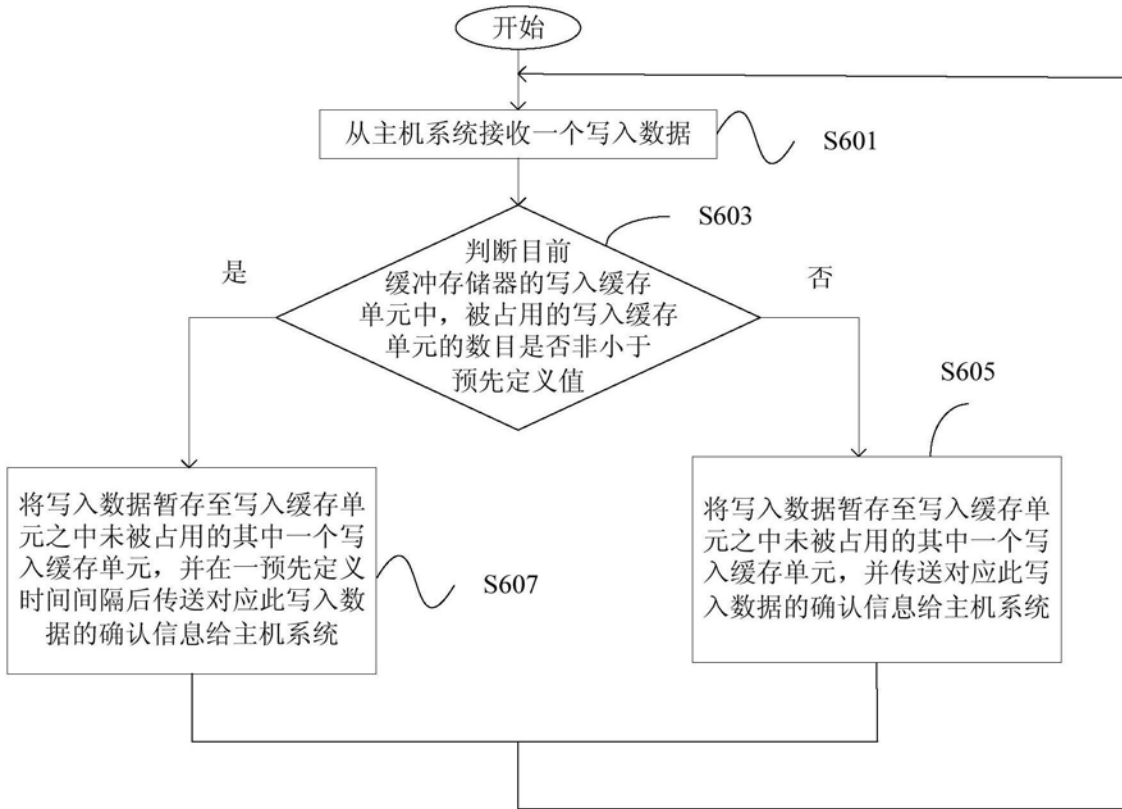 开始
从主机系统接收一个写入数据
S601
S603
判断目前
缓冲存储器的写入缓存
单元中，被占用的写入缓存
单元的数目是否非小于
预先定义值
是
否
S605
将写入数据暂存至写入缓存单
元之中未被占用的其中一个写
入缓存单元，并在一预先定义
时间间隔后传送对应此写入数
据的确认信息给主机系统
S607
将写入数据暂存至写入缓存单
元之中未被占用的其中一个写
入缓存单元，并传送对应此写
入数据的确认信息给主机系统